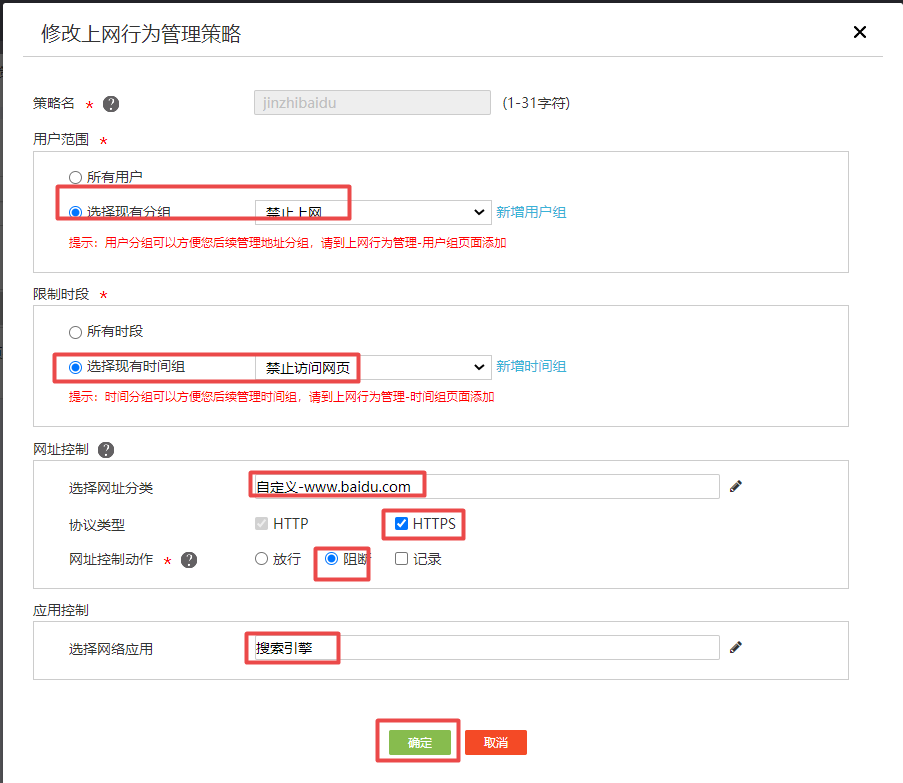 修改上网行为管理策略
策略名 * jinzhibaidu (1-31字符)
用户范围 *
所有用户
选择现有分组 禁止上网 新增用户组
提示：用户分组可以方便您后续管理地址分组，请到上网行为管理-用户组页面添加
限制时段 *
所有时段
选择现有时间组 禁止访问网页 新增时间组
提示：时间分组可以方便您后续管理时间组，请到上网行为管理-时间组页面添加
网址控制
选择网址分类 自定义-www.baidu.com
协议类型 HTTP HTTPS
网址控制动作 * 放行 阻断 记录
应用控制
选择网络应用 搜索引擎
确定 取消